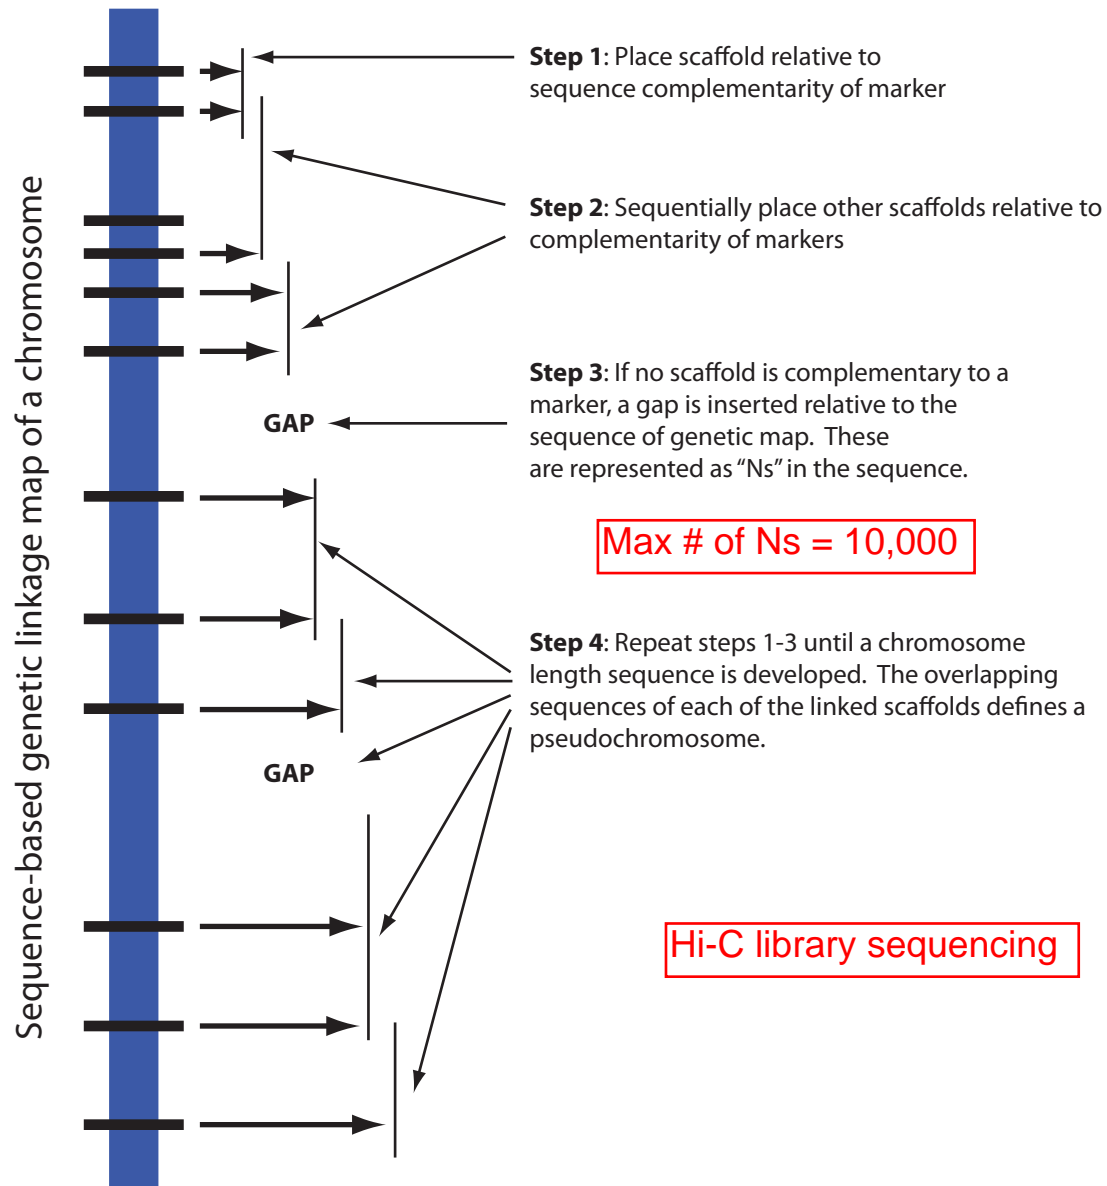 Sequence-based genetic linkage map of a chromosome
Step 1: Place scaffold relative to
sequence complementarity of marker
Step 2: Sequentially place other scaffolds relative to
complementarity of markers
Step 3: If no scaffold is complementary to a
marker, a gap is inserted relative to the
sequence of genetic map.  These
are represented as “Ns” in the sequence.
GAP
Max # of Ns = 10,000
Step 4: Repeat steps 1-3 until a chromosome
length sequence is developed.  The overlapping
sequences of each of the linked scaffolds defines a
pseudochromosome.
GAP
Hi-C library sequencing